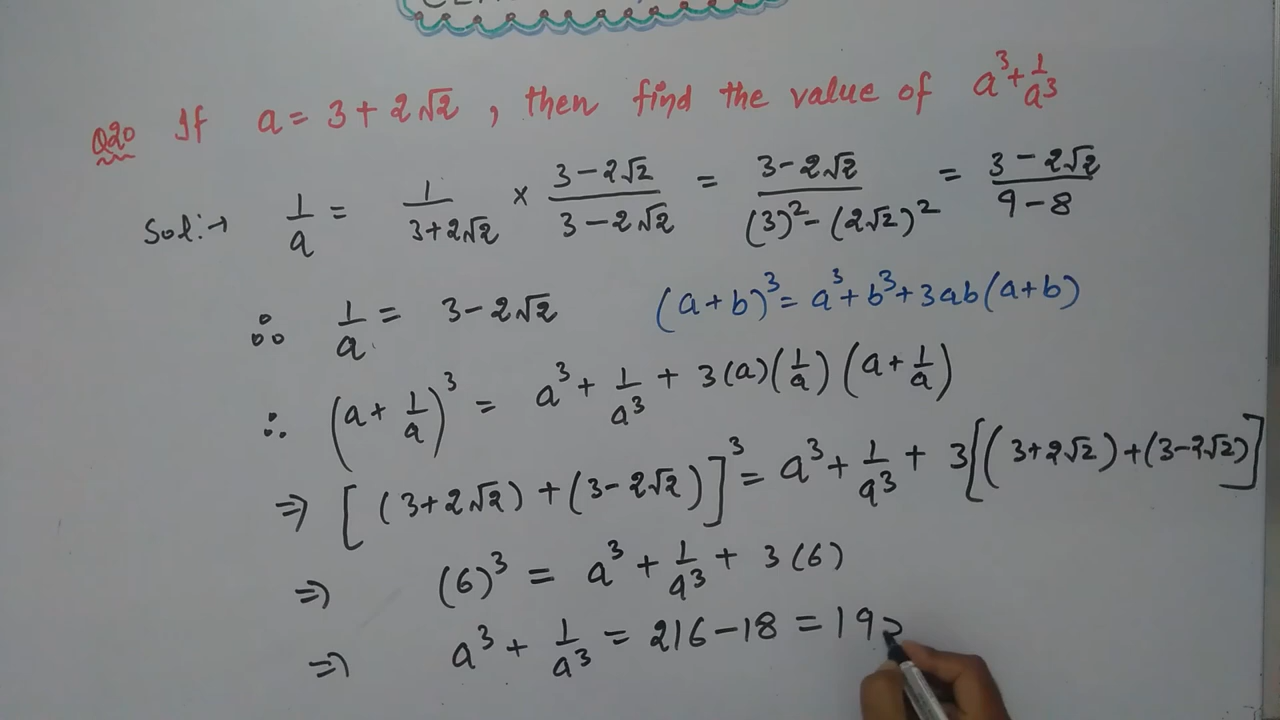 Q20 If a = 3 + 2√2 , then find the value of a³ + 1/a³
Sol:→ 1/a = 1/(3+2√2) × (3-2√2)/(3-2√2) = (3-2√2)/((3)²-(2√2)²) = (3-2√2)/(9-8)
∴ 1/a = 3-2√2 (a+b)³ = a³+b³+3ab(a+b)
∴ (a + 1/a)³ = a³ + 1/a³ + 3(a)(1/a)(a + 1/a)
⇒ [(3+2√2)+(3-2√2)]³ = a³ + 1/a³ + 3[(3+2√2)+(3-2√2)]
⇒ (6)³ = a³ + 1/a³ + 3(6)
⇒ a³ + 1/a³ = 216-18 = 19